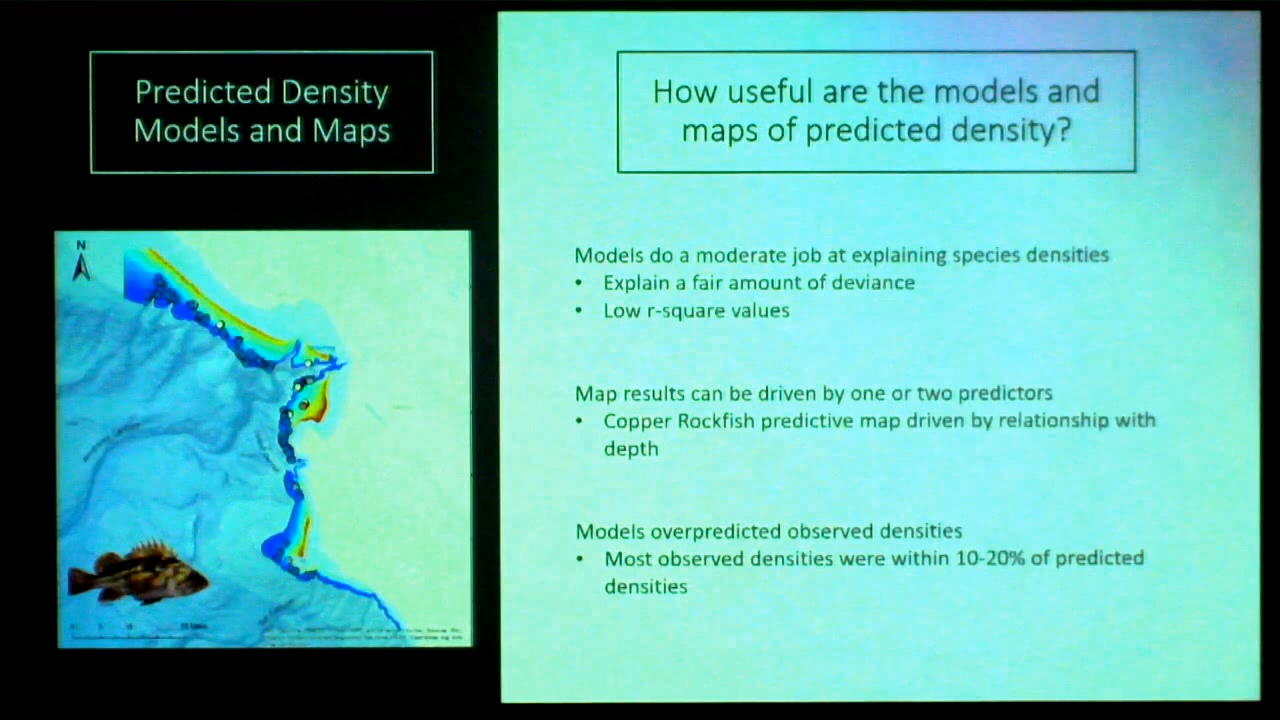 Predicted Density
Models and Maps
How useful are the models and
maps of predicted density?
N
Models do a moderate job at explaining species densities
• Explain a fair amount of deviance
• Low r-square values
Map results can be driven by one or two predictors
• Copper Rockfish predictive map driven by relationship with
depth
Models overpredicted observed densities
• Most observed densities were within 10-20% of predicted
densities